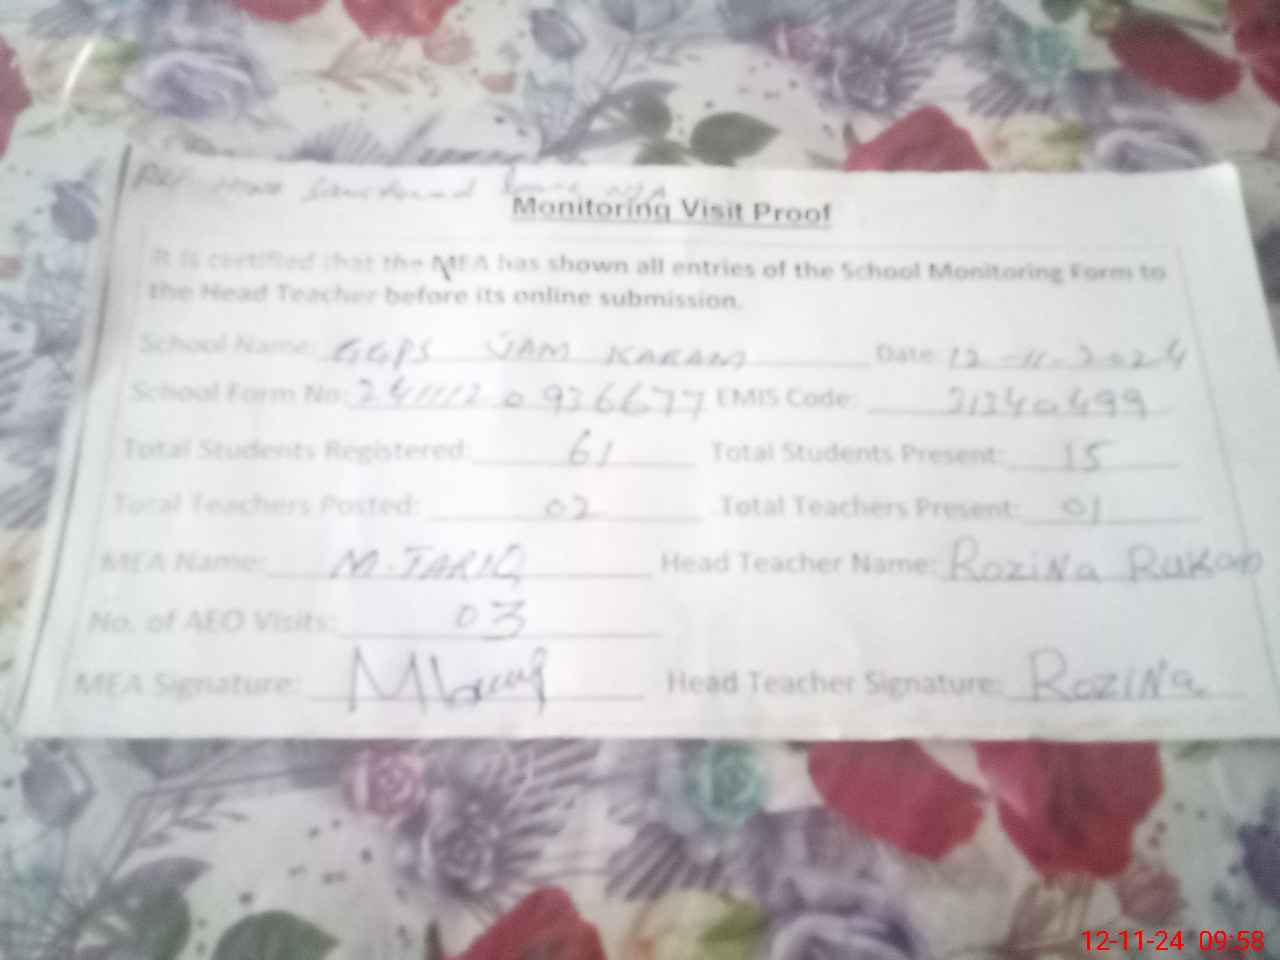 Monitoring Visit Proof
It is certified that the MEA has shown all entries of the School Monitoring Form to
the Head Teacher before its online submission.
School Name: GGPS JAM KARAM Date: 12-11-2024
School Form No: 241112 0 936677 EMIS Code: 31340499
Total Students Registered: 61 Total Students Present: 15
Total Teachers Posted: 02 Total Teachers Present: 01
MEA Name: M.TARIQ Head Teacher Name: Rozina
No. of AEO Visits: 03
MEA Signature: Head Teacher Signature: Rozina
12-11-24 09:58